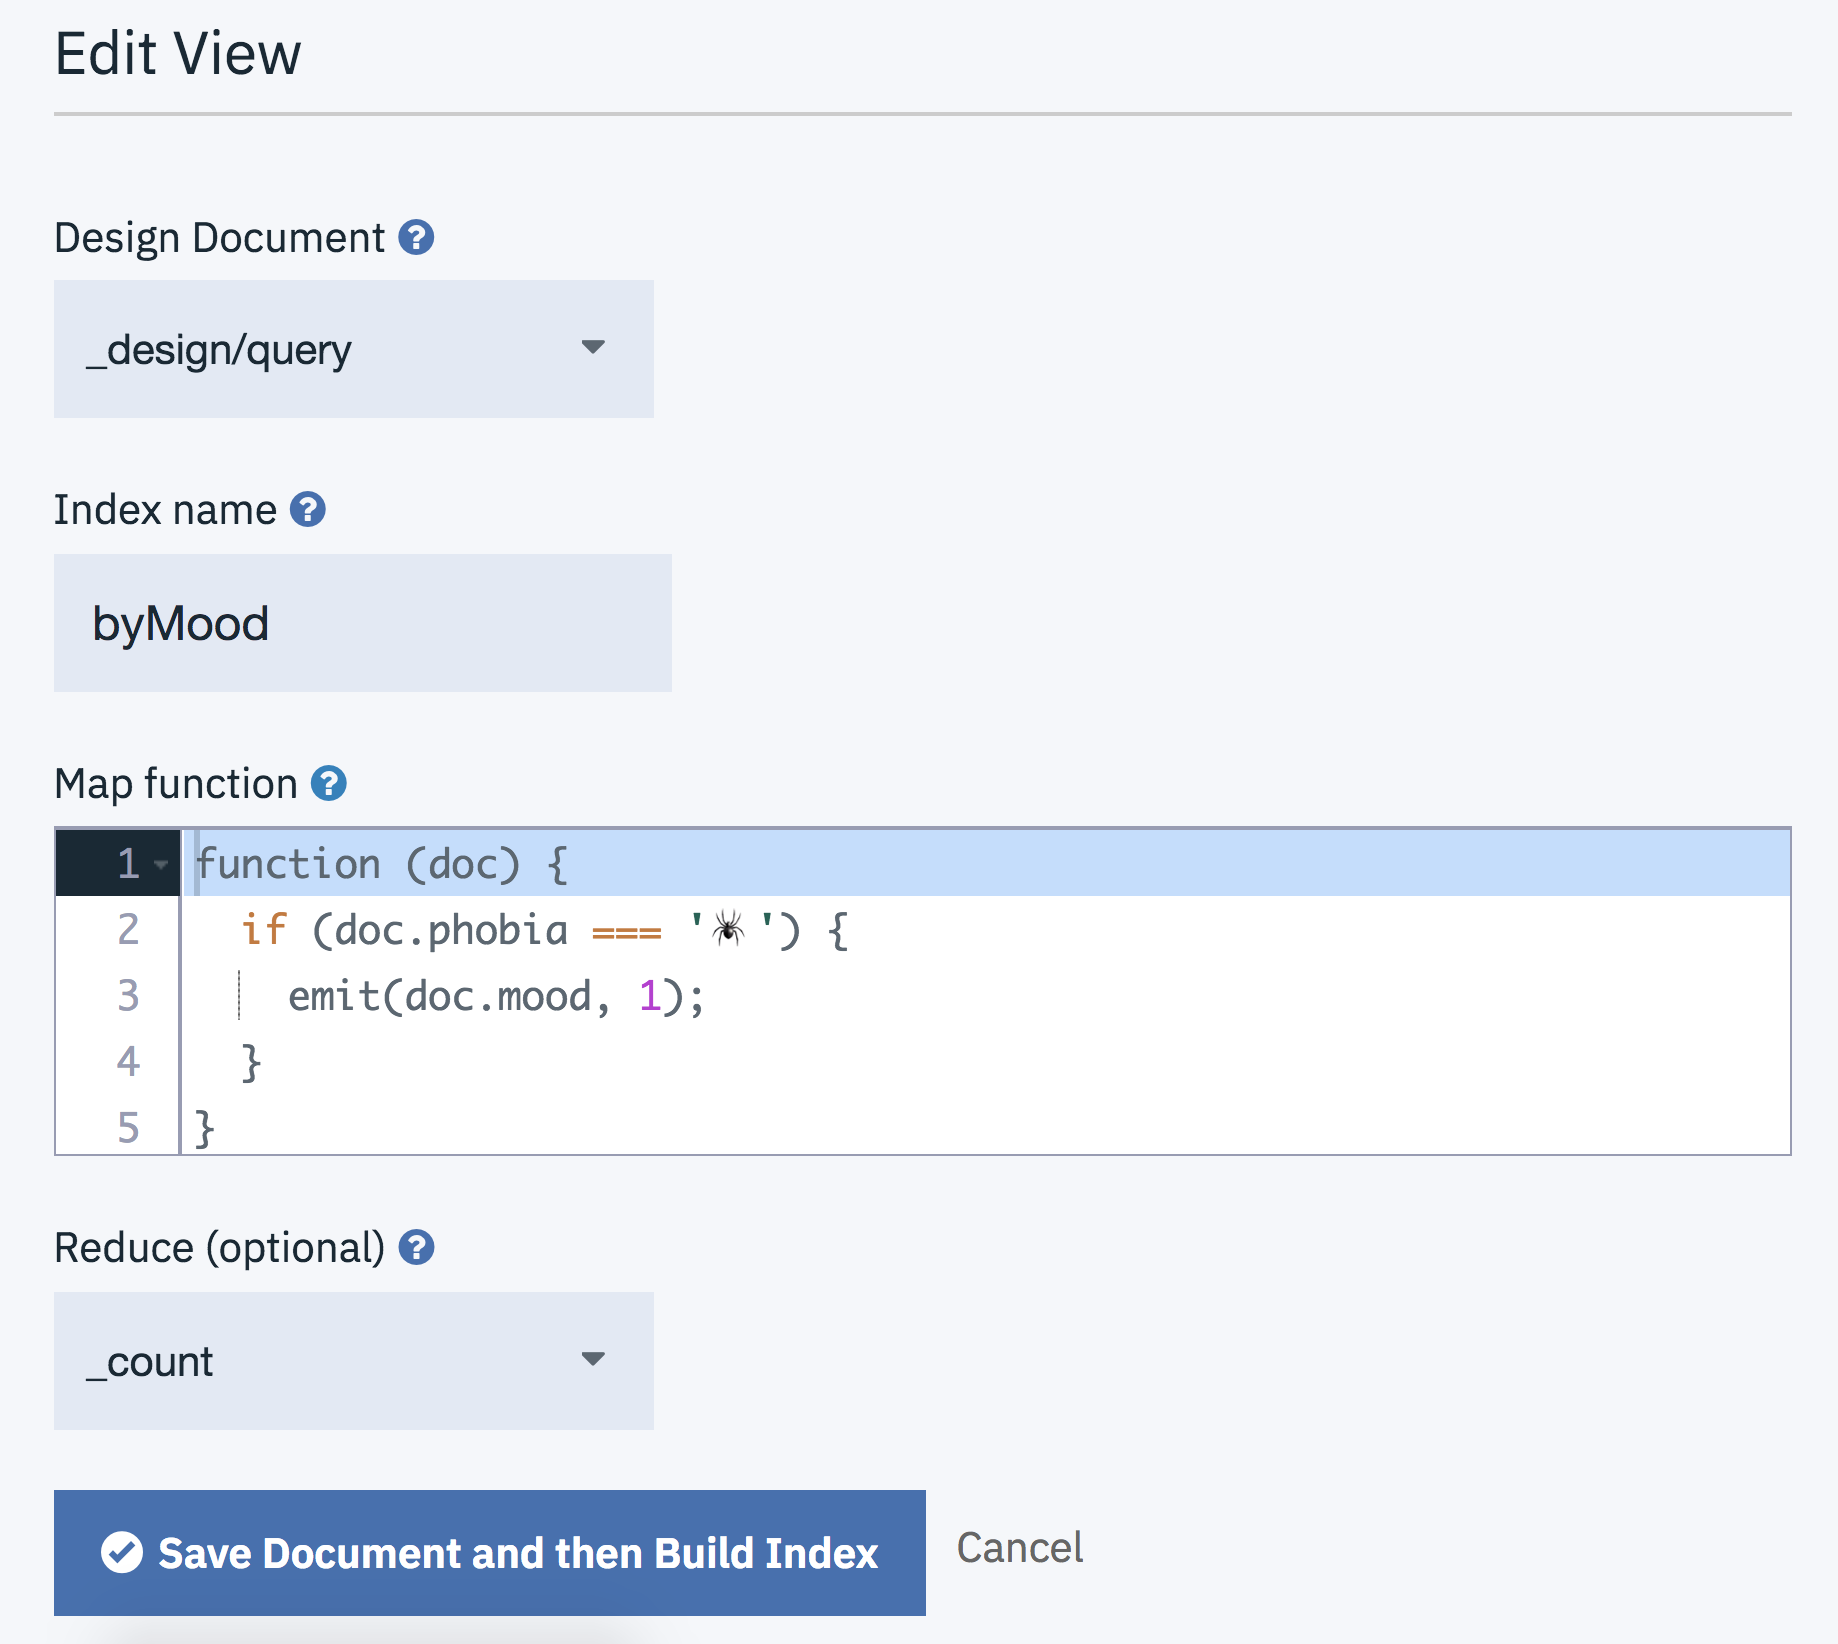 Edit View
Design Document ?
_design/query
Index name ?
byMood
Map function ?
1 function (doc) {
2   if (doc.phobia === '🕷') {
3     emit(doc.mood, 1);
4   }
5 }
Reduce (optional) ?
_count
Save Document and then Build Index Cancel